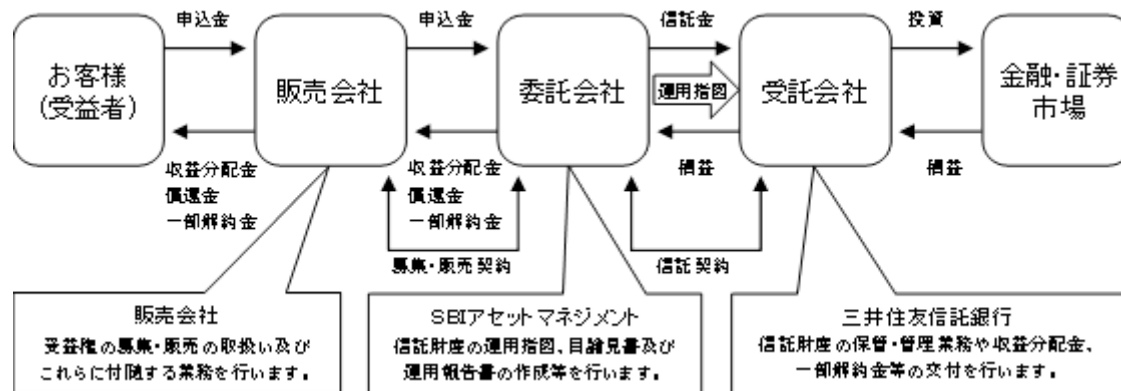 申込金
申込金
信託金
投資
お客様
(受益者)
販売会社
委託会社
運用指図
受託会社
金融・証券
市場
収益分配金
償還金
一部解約金
収益分配金
償還金
一部解約金
損益
損益
募集・販売契約
信託契約
販売会社
受益権の募集・販売の取扱い及び
これらに付随する業務を行います。
SBIアセットマネジメント
信託財産の運用指図、目論見書及び
運用報告書の作成等を行います。
三井住友信託銀行
信託財産の保管・管理業務や収益分配金、
一部解約金等の交付を行います。